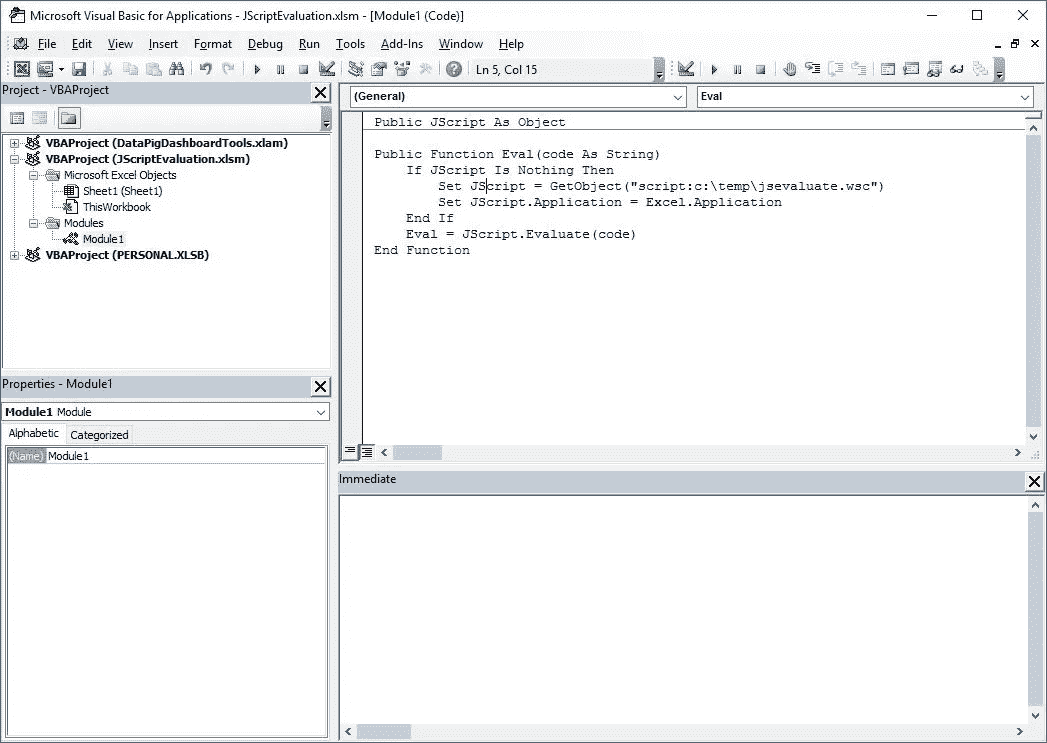 Microsoft Visual Basic for Applications - JScriptEvaluation.xlsm - [Module1 (Code)]
File Edit View Insert Format Debug Run Tools Add-Ins Window Help
Ln 5, Col 15
Project - VBAProject
VBAProject (DataPigDashboardTools.xlam)
VBAProject (JScriptEvaluation.xlsm)
Microsoft Excel Objects
Sheet1 (Sheet1)
ThisWorkbook
Modules
Module1
VBAProject (PERSONAL.XLSB)
Properties - Module1
Module1 Module
Alphabetic Categorized
(Name) Module1
(General) Eval
Public JScript As Object
Public Function Eval(code As String)
If JScript Is Nothing Then
Set JScript = GetObject("script:c:\temp\jsevaluate.wsc")
Set JScript.Application = Excel.Application
End If
Eval = JScript.Evaluate(code)
End Function
Immediate